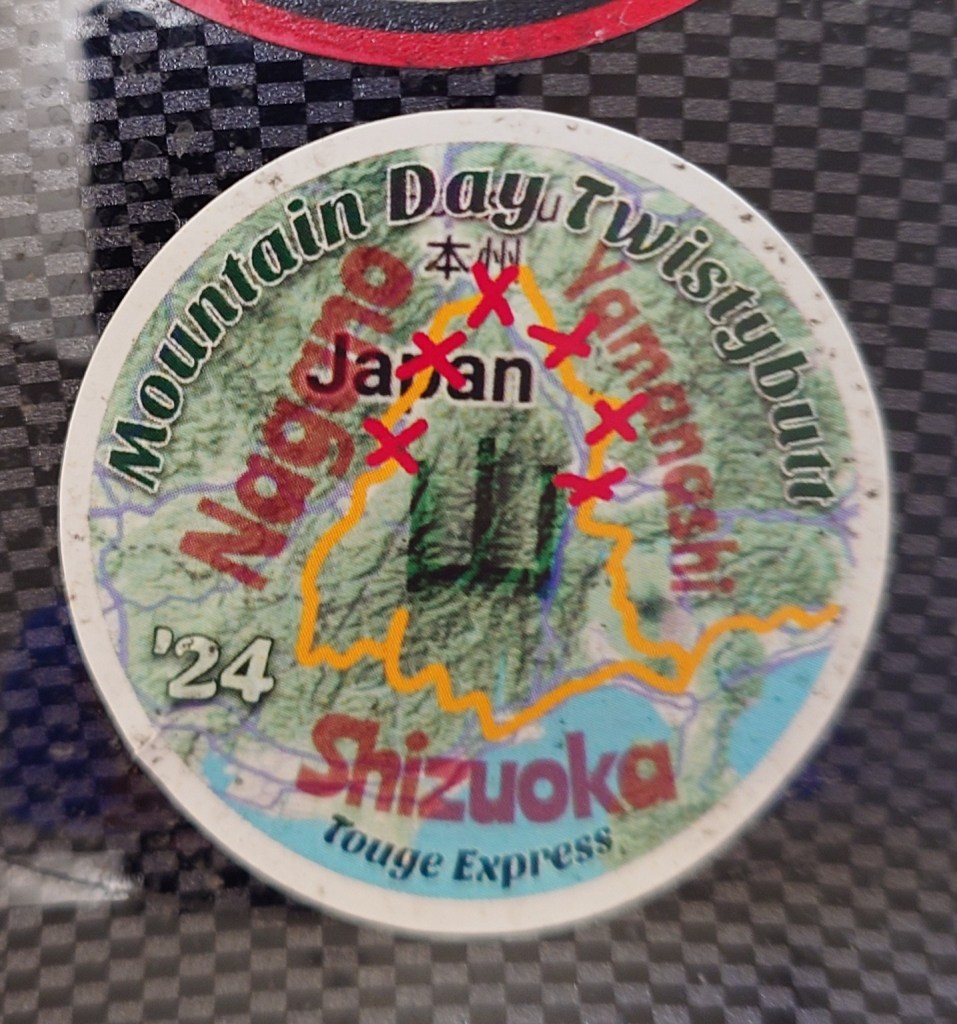 Mountain Day Twistybutt
本州
Nagano
Yamanashi
Japan
山
'24
Shizuoka
Touge Express